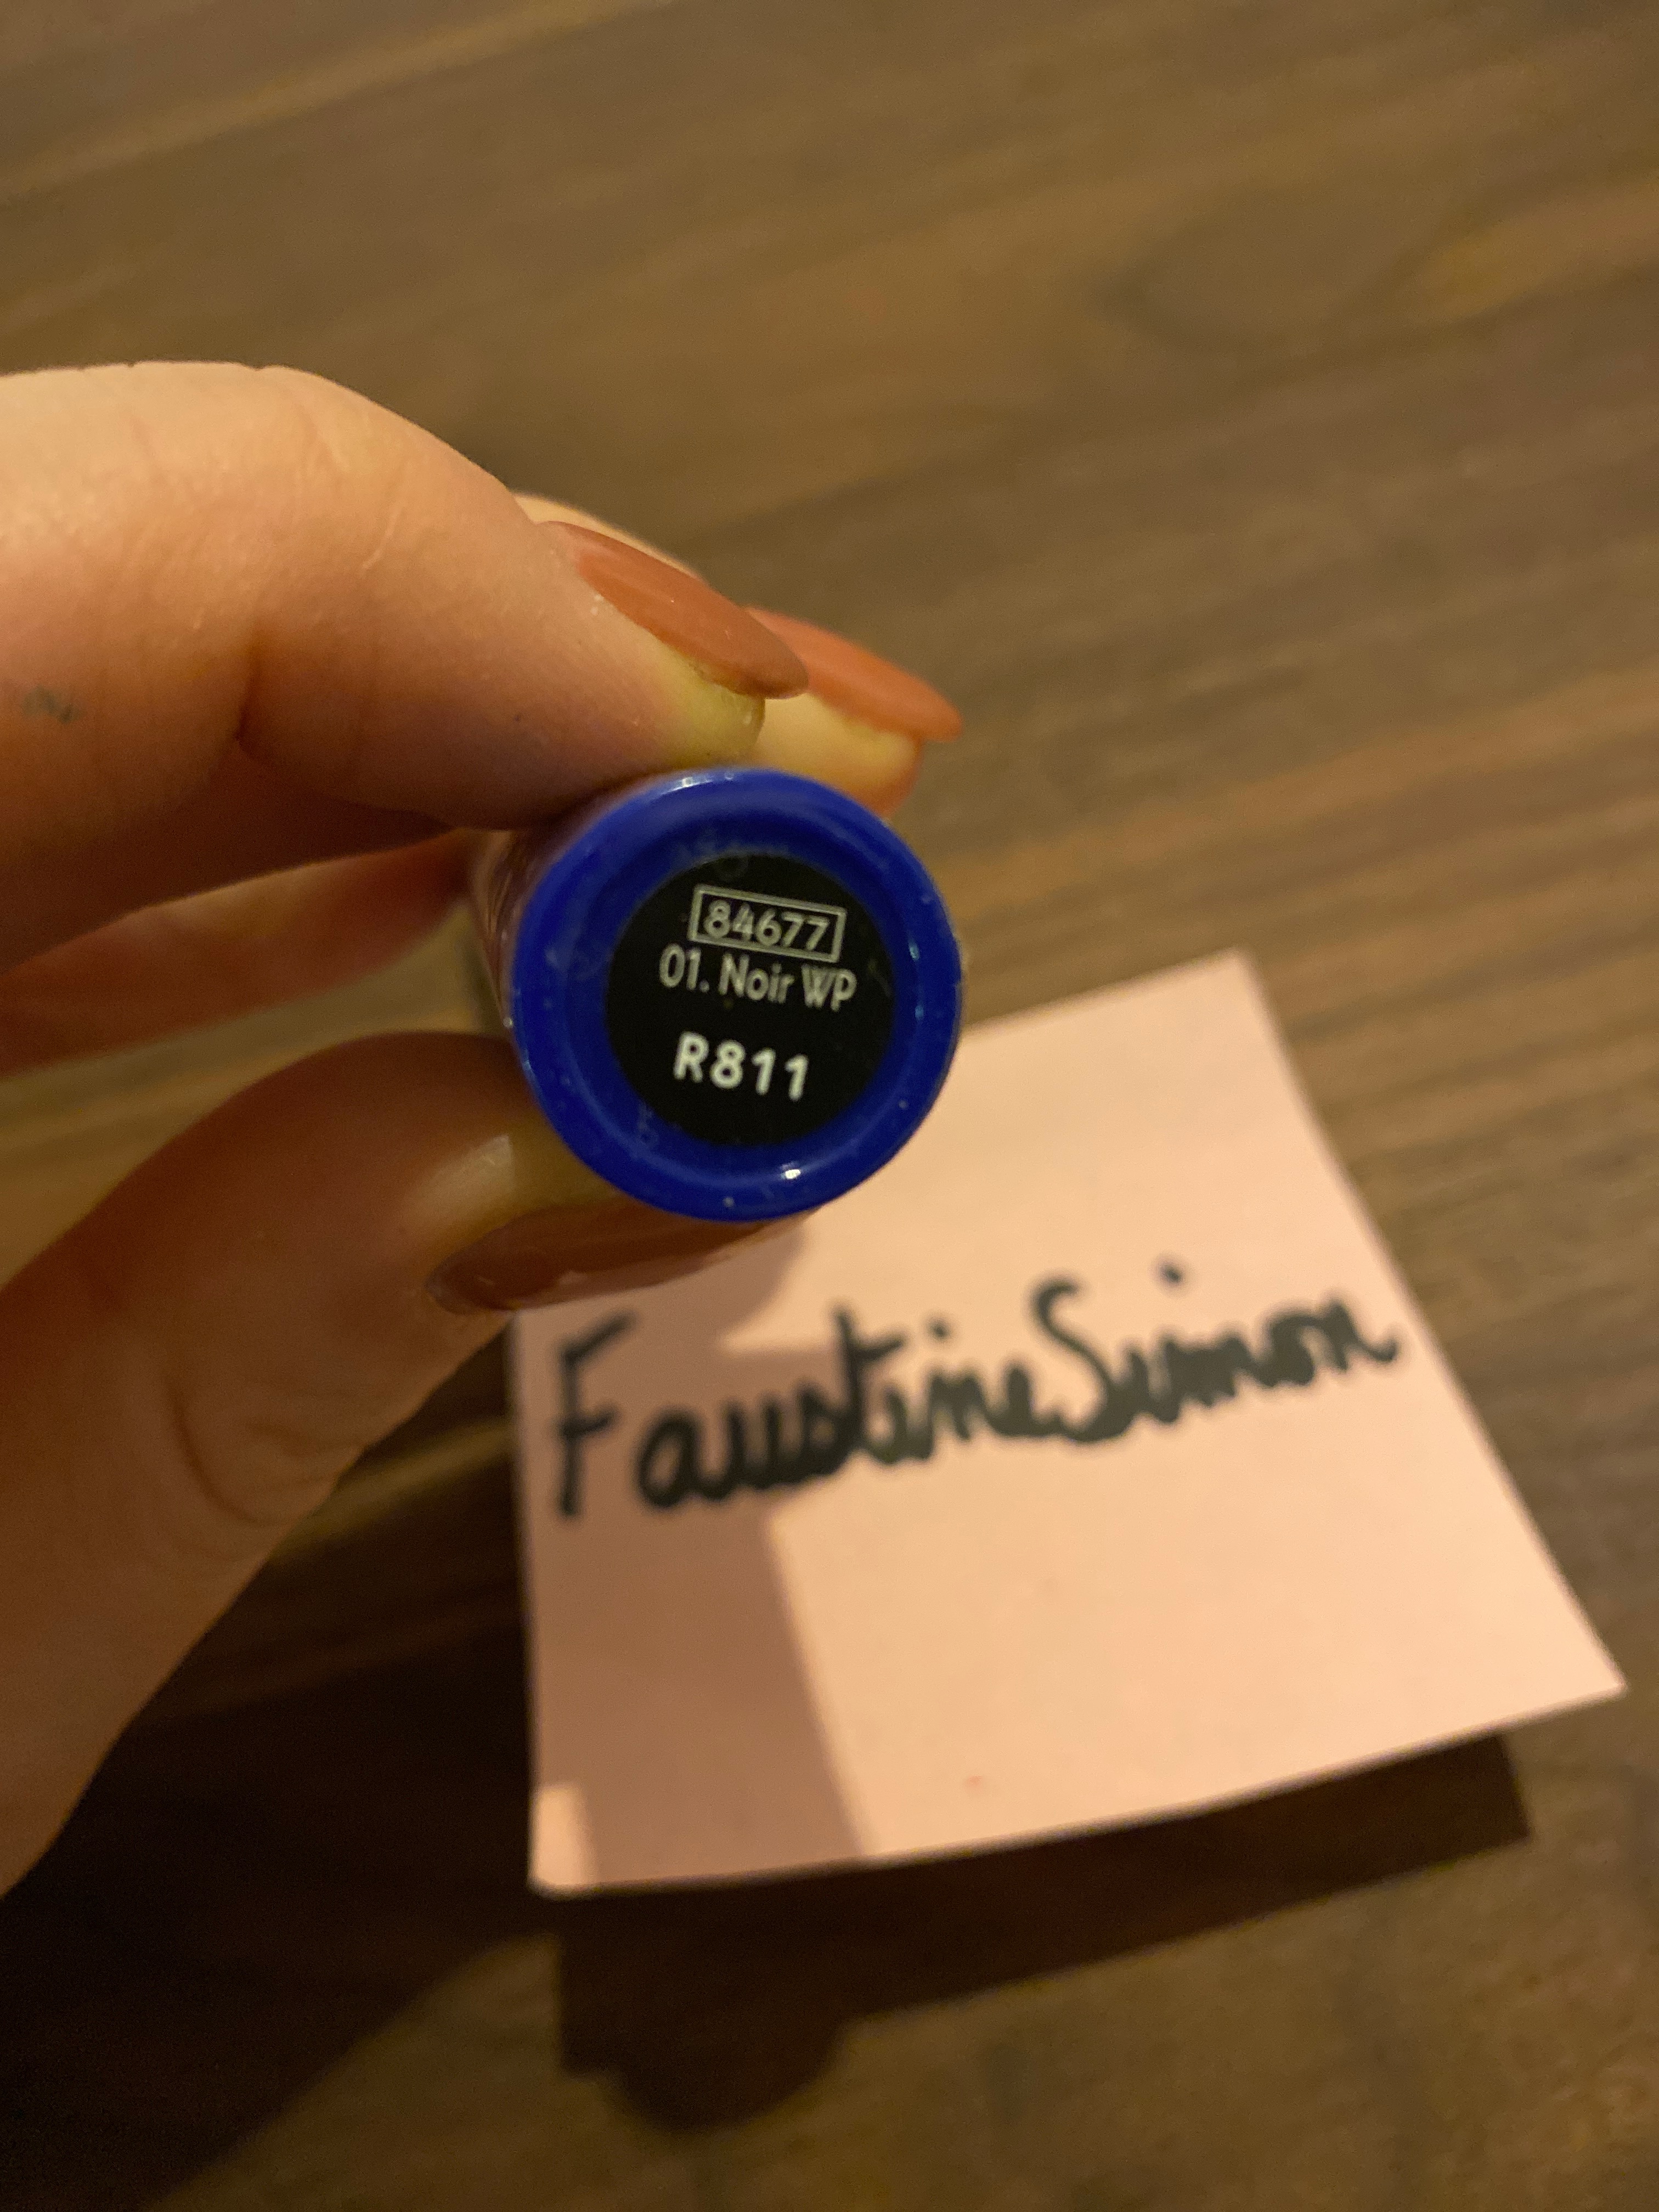 84677
01. Noir WP
R811
FaustineSimon